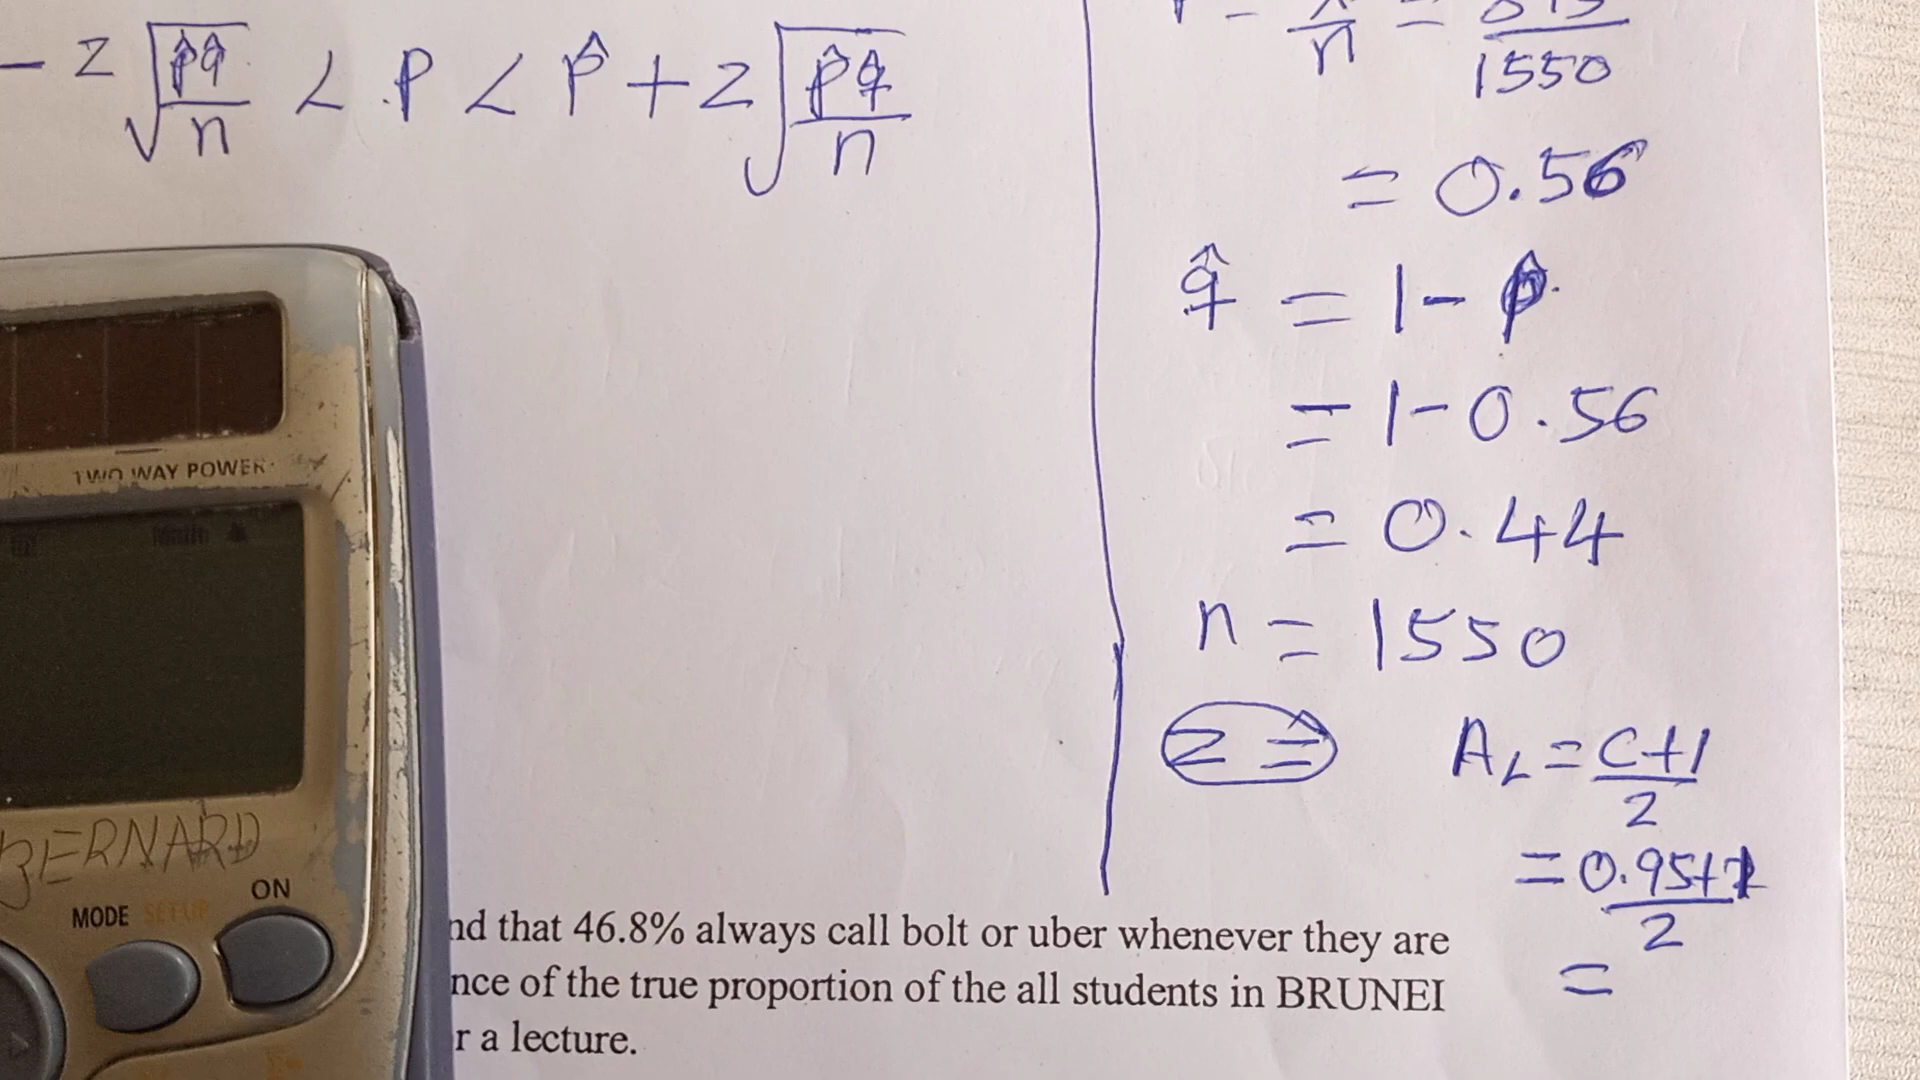 - z √(p̂q̂/n) < p < p̂ + z √(p̂q̂/n)
n = 1550
= 0.56
q̂ = 1 - p̂
= 1 - 0.56
= 0.44
n = 1550
z = A_L = C+1/2
= 0.95+1/2
=
TWO WAY POWER
Math ▲
BERNARD
MODE SETUP ON
nd that 46.8% always call bolt or uber whenever they are
nce of the true proportion of the all students in BRUNEI
r a lecture.